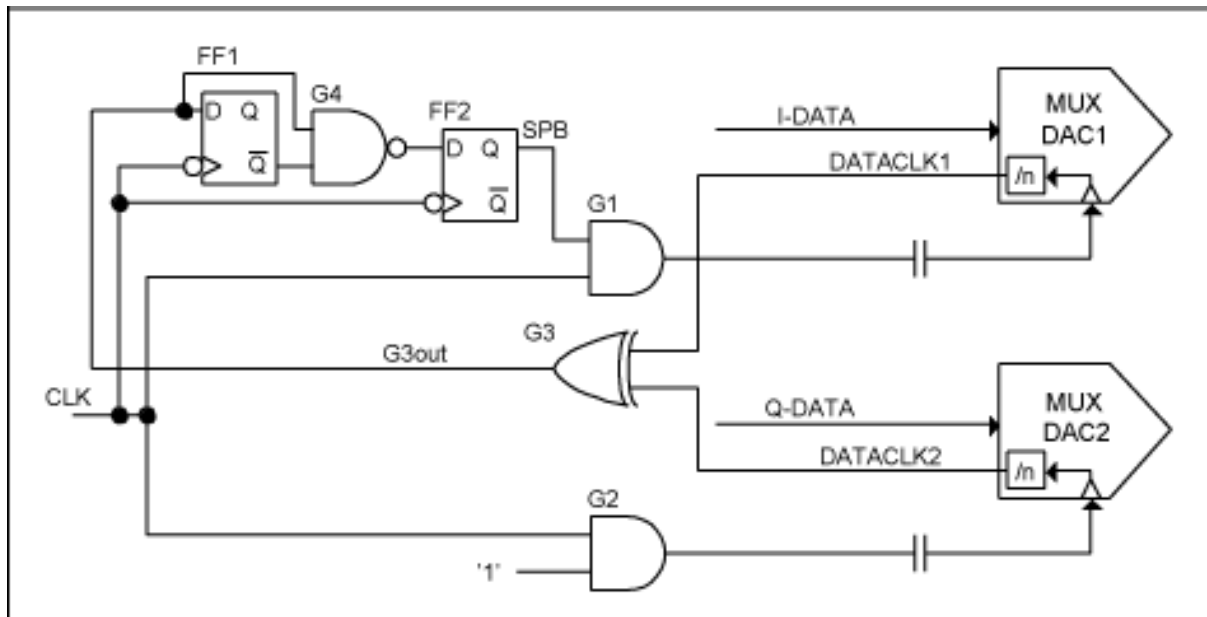 FF1
D Q
Q
G4
FF2
D Q
Q
SPB
G1
I-DATA
DATACLK1
MUX
DAC1
/n
G3
G3out
CLK
Q-DATA
DATACLK2
MUX
DAC2
/n
G2
'1'